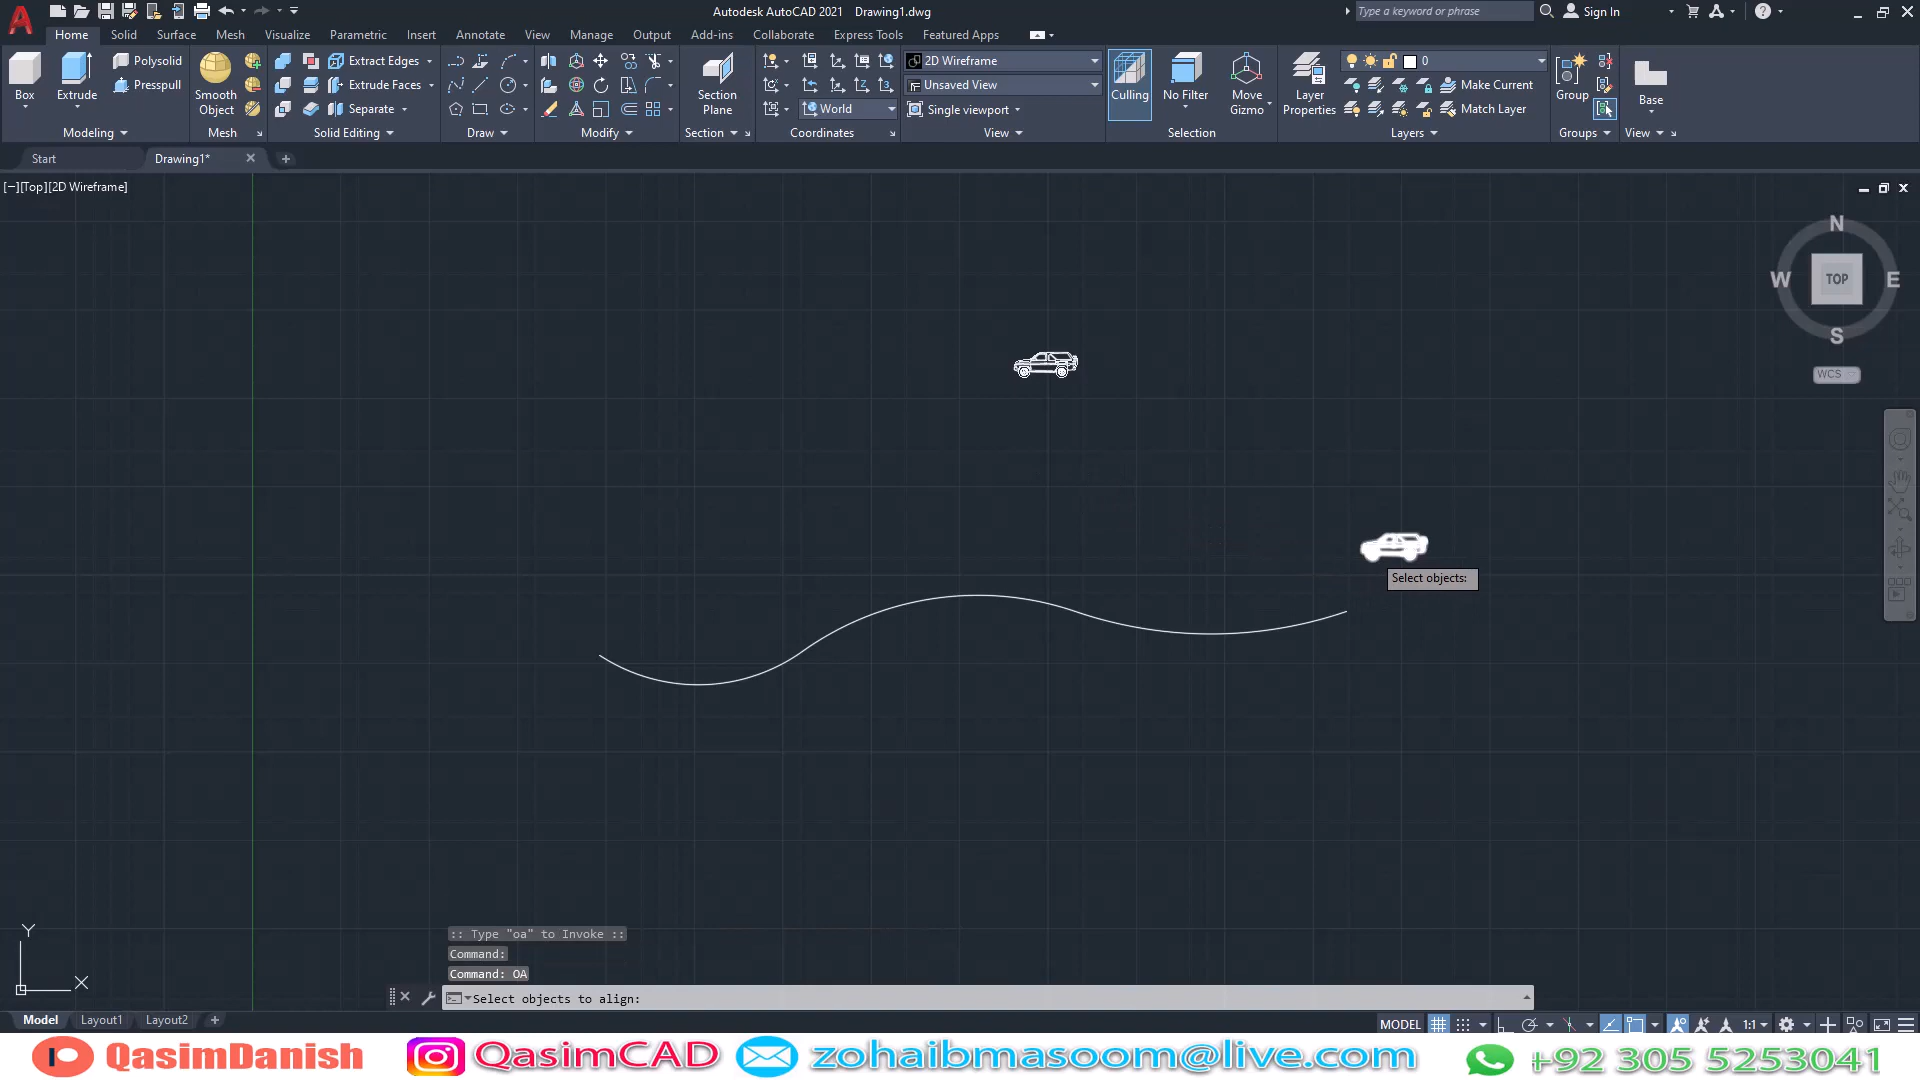 Autodesk AutoCAD 2021 Drawing1.dwg
Type a keyword or phrase
Sign In
Home Solid Surface Mesh Visualize Parametric Insert Annotate View Manage Output Add-ins Collaborate Express Tools Featured Apps
Box
Extrude
Polysolid
Presspull
Modeling
Smooth
Object
Mesh
Extract Edges
Extrude Faces
Separate
Solid Editing
Draw
Modify
Section
Plane
Section
World
Coordinates
2D Wireframe
Unsaved View
Single viewport
View
Culling
No Filter
Move
Gizmo
Selection
Layer
Properties
0
Make Current
Match Layer
Layers
Group
Groups
Base
View
Start
Drawing1*
[−][Top][2D Wireframe]
N
W
TOP
E
S
WCS
Select objects:
Y
X
:: Type "oa" to Invoke ::
Command:
Command: OA
Select objects to align:
Model Layout1 Layout2
MODEL
1:1
QasimDanish QasimCAD zohaibmasoom@live.com +92 305 5253041